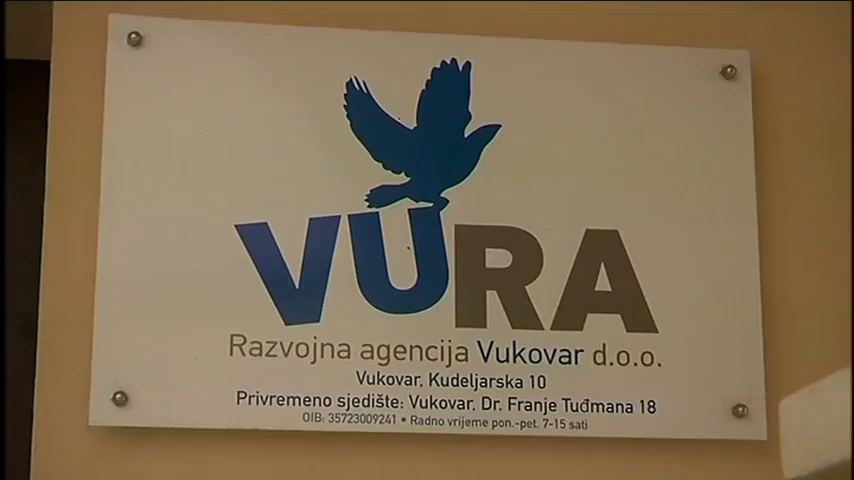 VURA
Razvojna agencija Vukovar d.o.o.
Vukovar, Kudeljarska 10
Privremeno sjedište: Vukovar, Dr. Franje Tuđmana 18
OIB: 35723009241 • Radno vrijeme pon.-pet. 7-15 sati